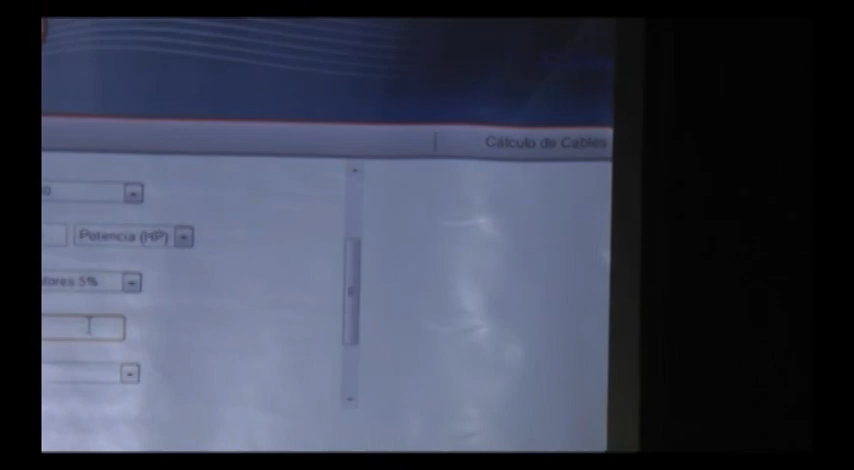 Cálculo de Cables
Potencia (HP)
tores 5%